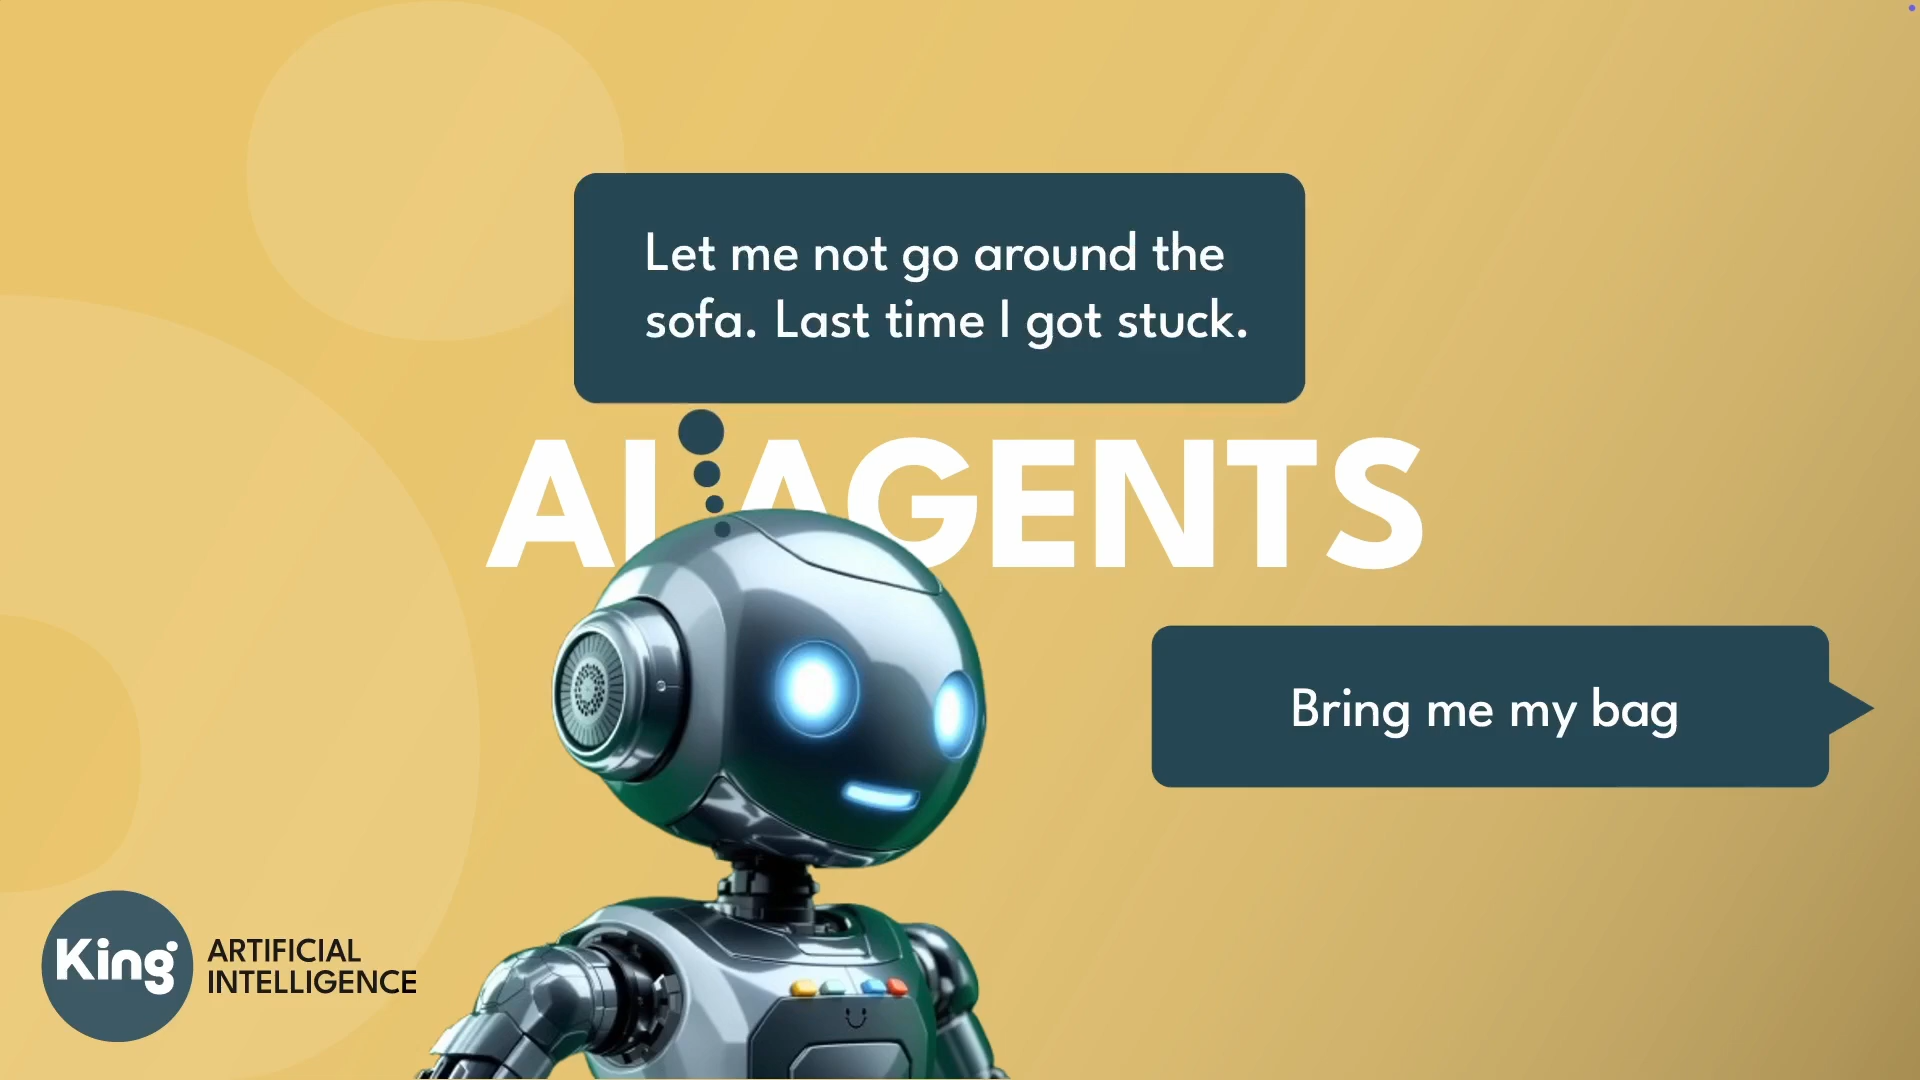 Let me not go around the
sofa. Last time I got stuck.
AI AGENTS
Bring me my bag
King
ARTIFICIAL
INTELLIGENCE